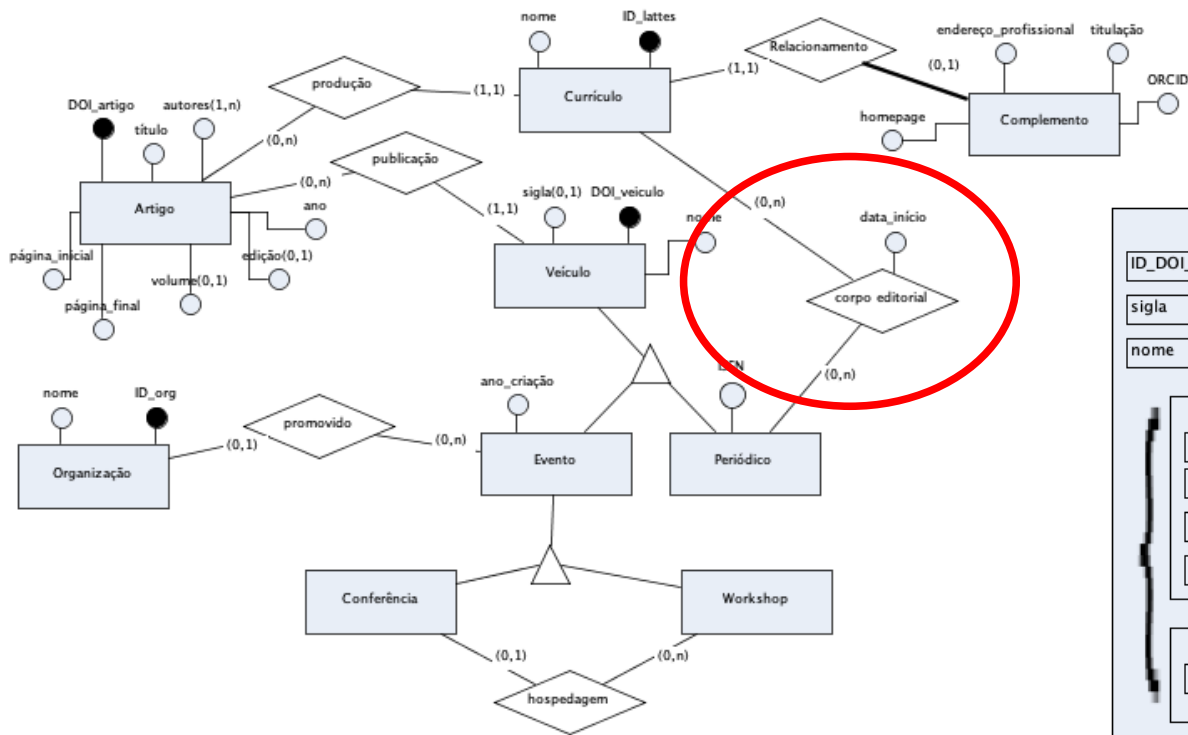 nome
ID_lattes
Relacionamento
endereço_profissional
titulação
(0,1)
ORCID
produção
(1,1)
Currículo
(1,1)
Complemento
homepage
DOI_artigo
autores(1,n)
título
(0,n)
publicação
(0,n)
(1,1)
Artigo
ano
página_inicial
edição(0,1)
volume(0,1)
página_final
sigla(0,1)
DOI_veiculo
nome
Veículo
(0,n)
data_início
corpo editorial
(0,n)
ID_DOI_
sigla
nome
nome
ID_org
promovido
(0,1)
(0,n)
ano_criação
Organização
Evento
Periódico
Conferência
Workshop
(0,1)
(0,n)
hospedagem